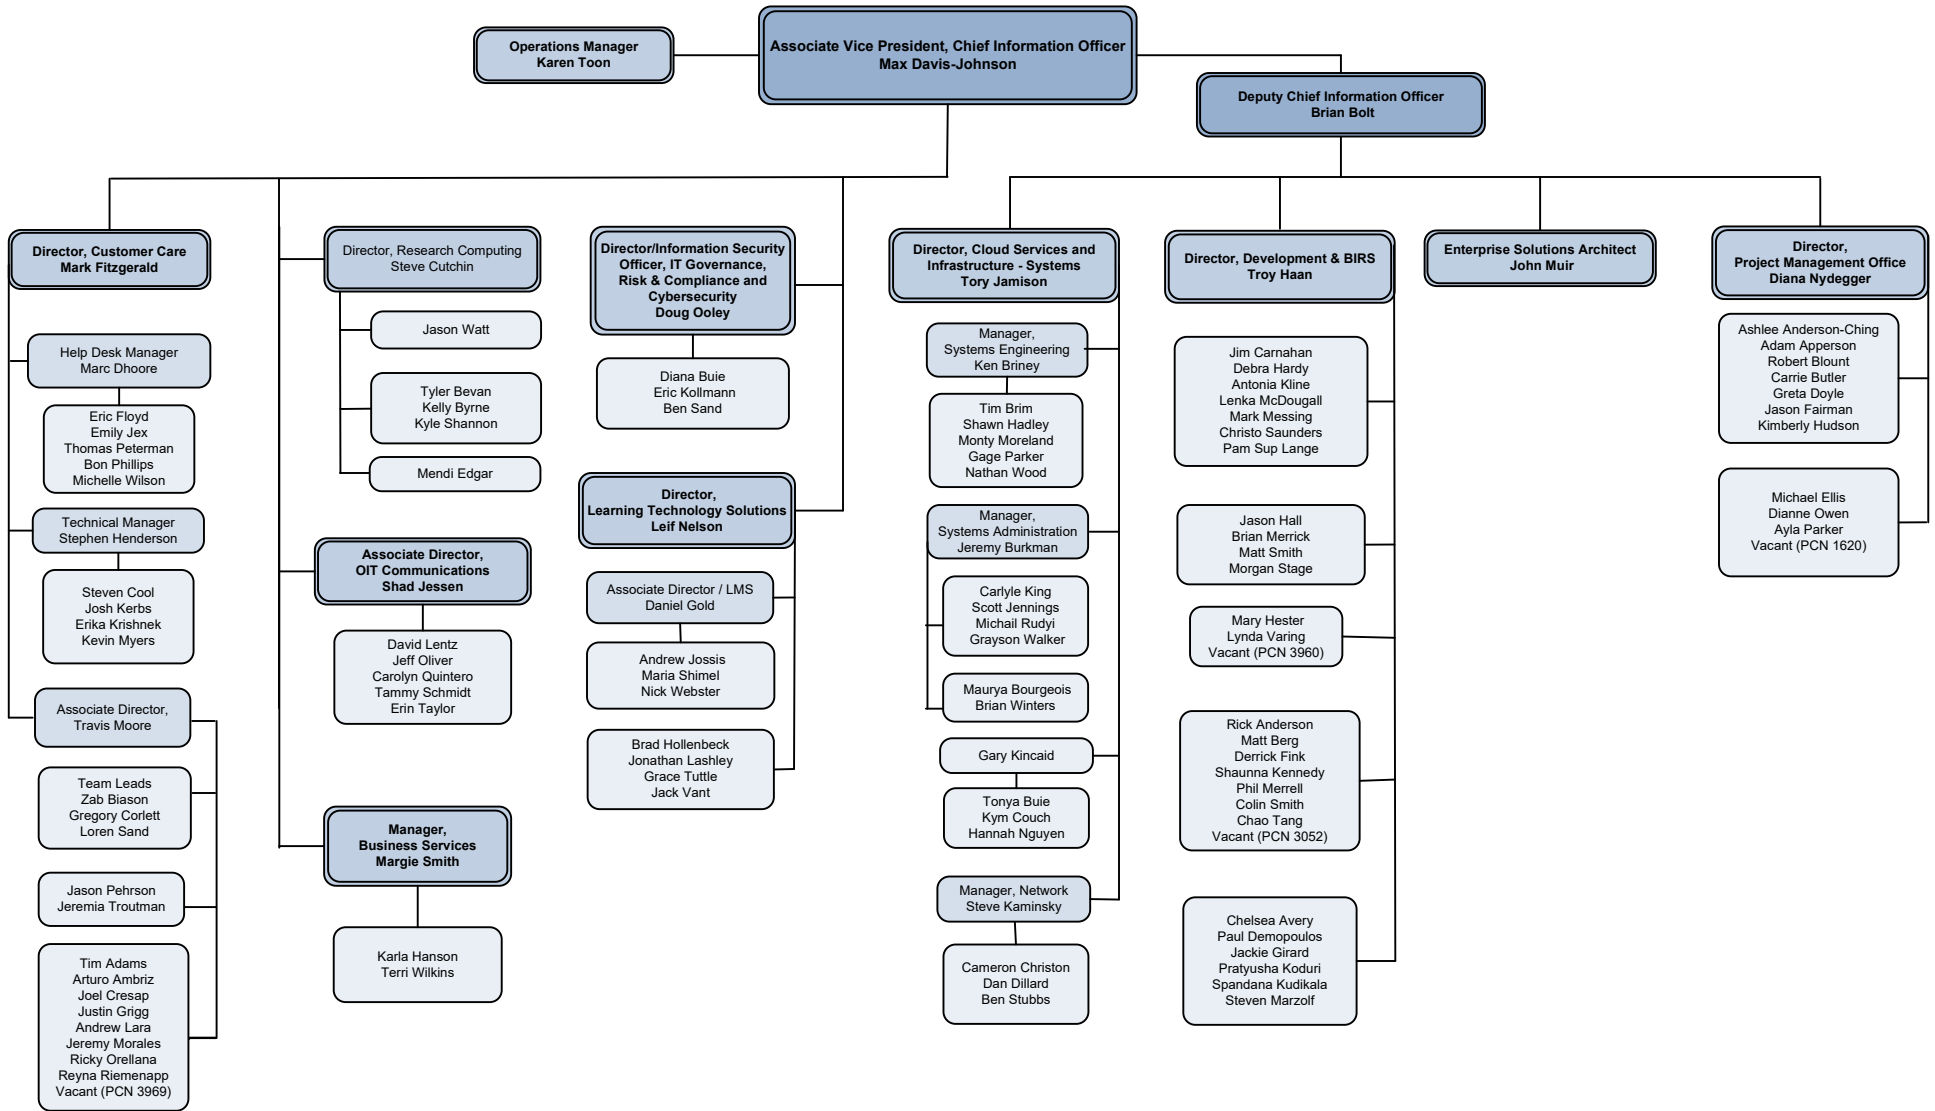 Operations Manager
Karen Toon
Associate Vice President, Chief Information Officer
Max Davis-Johnson
Deputy Chief Information Officer
Brian Bolt
Director, Customer Care
Mark Fitzgerald
Help Desk Manager
Marc Dhoore
Eric Floyd
Emily Jex
Thomas Peterman
Bon Phillips
Michelle Wilson
Technical Manager
Stephen Henderson
Steven Cool
Josh Kerbs
Erika Krishnek
Kevin Myers
Associate Director,
Travis Moore
Team Leads
Zab Biason
Gregory Corlett
Loren Sand
Jason Pehrson
Jeremia Troutman
Tim Adams
Arturo Ambriz
Joel Cresap
Justin Grigg
Andrew Lara
Jeremy Morales
Ricky Orellana
Reyna Riemenapp
Vacant (PCN 3969)
Director, Research Computing
Steve Cutchin
Jason Watt
Tyler Bevan
Kelly Byrne
Kyle Shannon
Mendi Edgar
Associate Director,
OIT Communications
Shad Jessen
David Lentz
Jeff Oliver
Carolyn Quintero
Tammy Schmidt
Erin Taylor
Manager,
Business Services
Margie Smith
Karla Hanson
Terri Wilkins
Director/Information Security
Officer, IT Governance,
Risk & Compliance and
Cybersecurity
Doug Ooley
Diana Buie
Eric Kollmann
Ben Sand
Director,
Learning Technology Solutions
Leif Nelson
Associate Director / LMS
Daniel Gold
Andrew Jossis
Maria Shimel
Nick Webster
Brad Hollenbeck
Jonathan Lashley
Grace Tuttle
Jack Vant
Director, Cloud Services and
Infrastructure - Systems
Tory Jamison
Manager,
Systems Engineering
Ken Briney
Tim Brim
Shawn Hadley
Monty Moreland
Gage Parker
Nathan Wood
Manager,
Systems Administration
Jeremy Burkman
Carlyle King
Scott Jennings
Michail Rudyi
Grayson Walker
Maurya Bourgeois
Brian Winters
Gary Kincaid
Tonya Buie
Kym Couch
Hannah Nguyen
Manager, Network
Steve Kaminsky
Cameron Christon
Dan Dillard
Ben Stubbs
Director, Development & BIRS
Troy Haan
Jim Carnahan
Debra Hardy
Antonia Kline
Lenka McDougall
Mark Messing
Christo Saunders
Pam Sup Lange
Jason Hall
Brian Merrick
Matt Smith
Morgan Stage
Mary Hester
Lynda Varing
Vacant (PCN 3960)
Rick Anderson
Matt Berg
Derrick Fink
Shaunna Kennedy
Phil Merrell
Colin Smith
Chao Tang
Vacant (PCN 3052)
Chelsea Avery
Paul Demopoulos
Jackie Girard
Pratyusha Koduri
Spandana Kudikala
Steven Marzolf
Enterprise Solutions Architect
John Muir
Director,
Project Management Office
Diana Nydegger
Ashlee Anderson-Ching
Adam Apperson
Robert Blount
Carrie Butler
Greta Doyle
Jason Fairman
Kimberly Hudson
Michael Ellis
Dianne Owen
Ayla Parker
Vacant (PCN 1620)